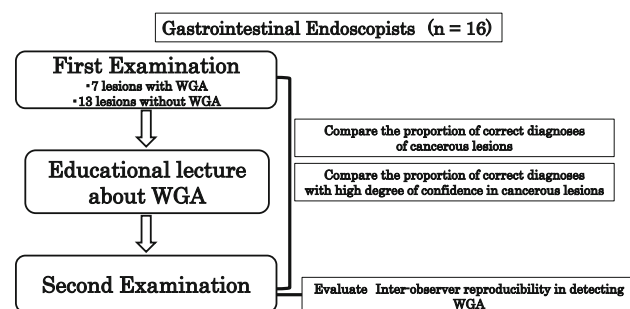 Gastrointestinal Endoscopists (n = 16)
First Examination
・7 lesions with WGA
・13 lesions without WGA
Compare the proportion of correct diagnoses
of cancerous lesions
Educational lecture
about WGA
Compare the proportion of correct diagnoses
with high degree of confidence in cancerous lesions
Second Examination
Evaluate Inter-observer reproducibility in detecting
WGA